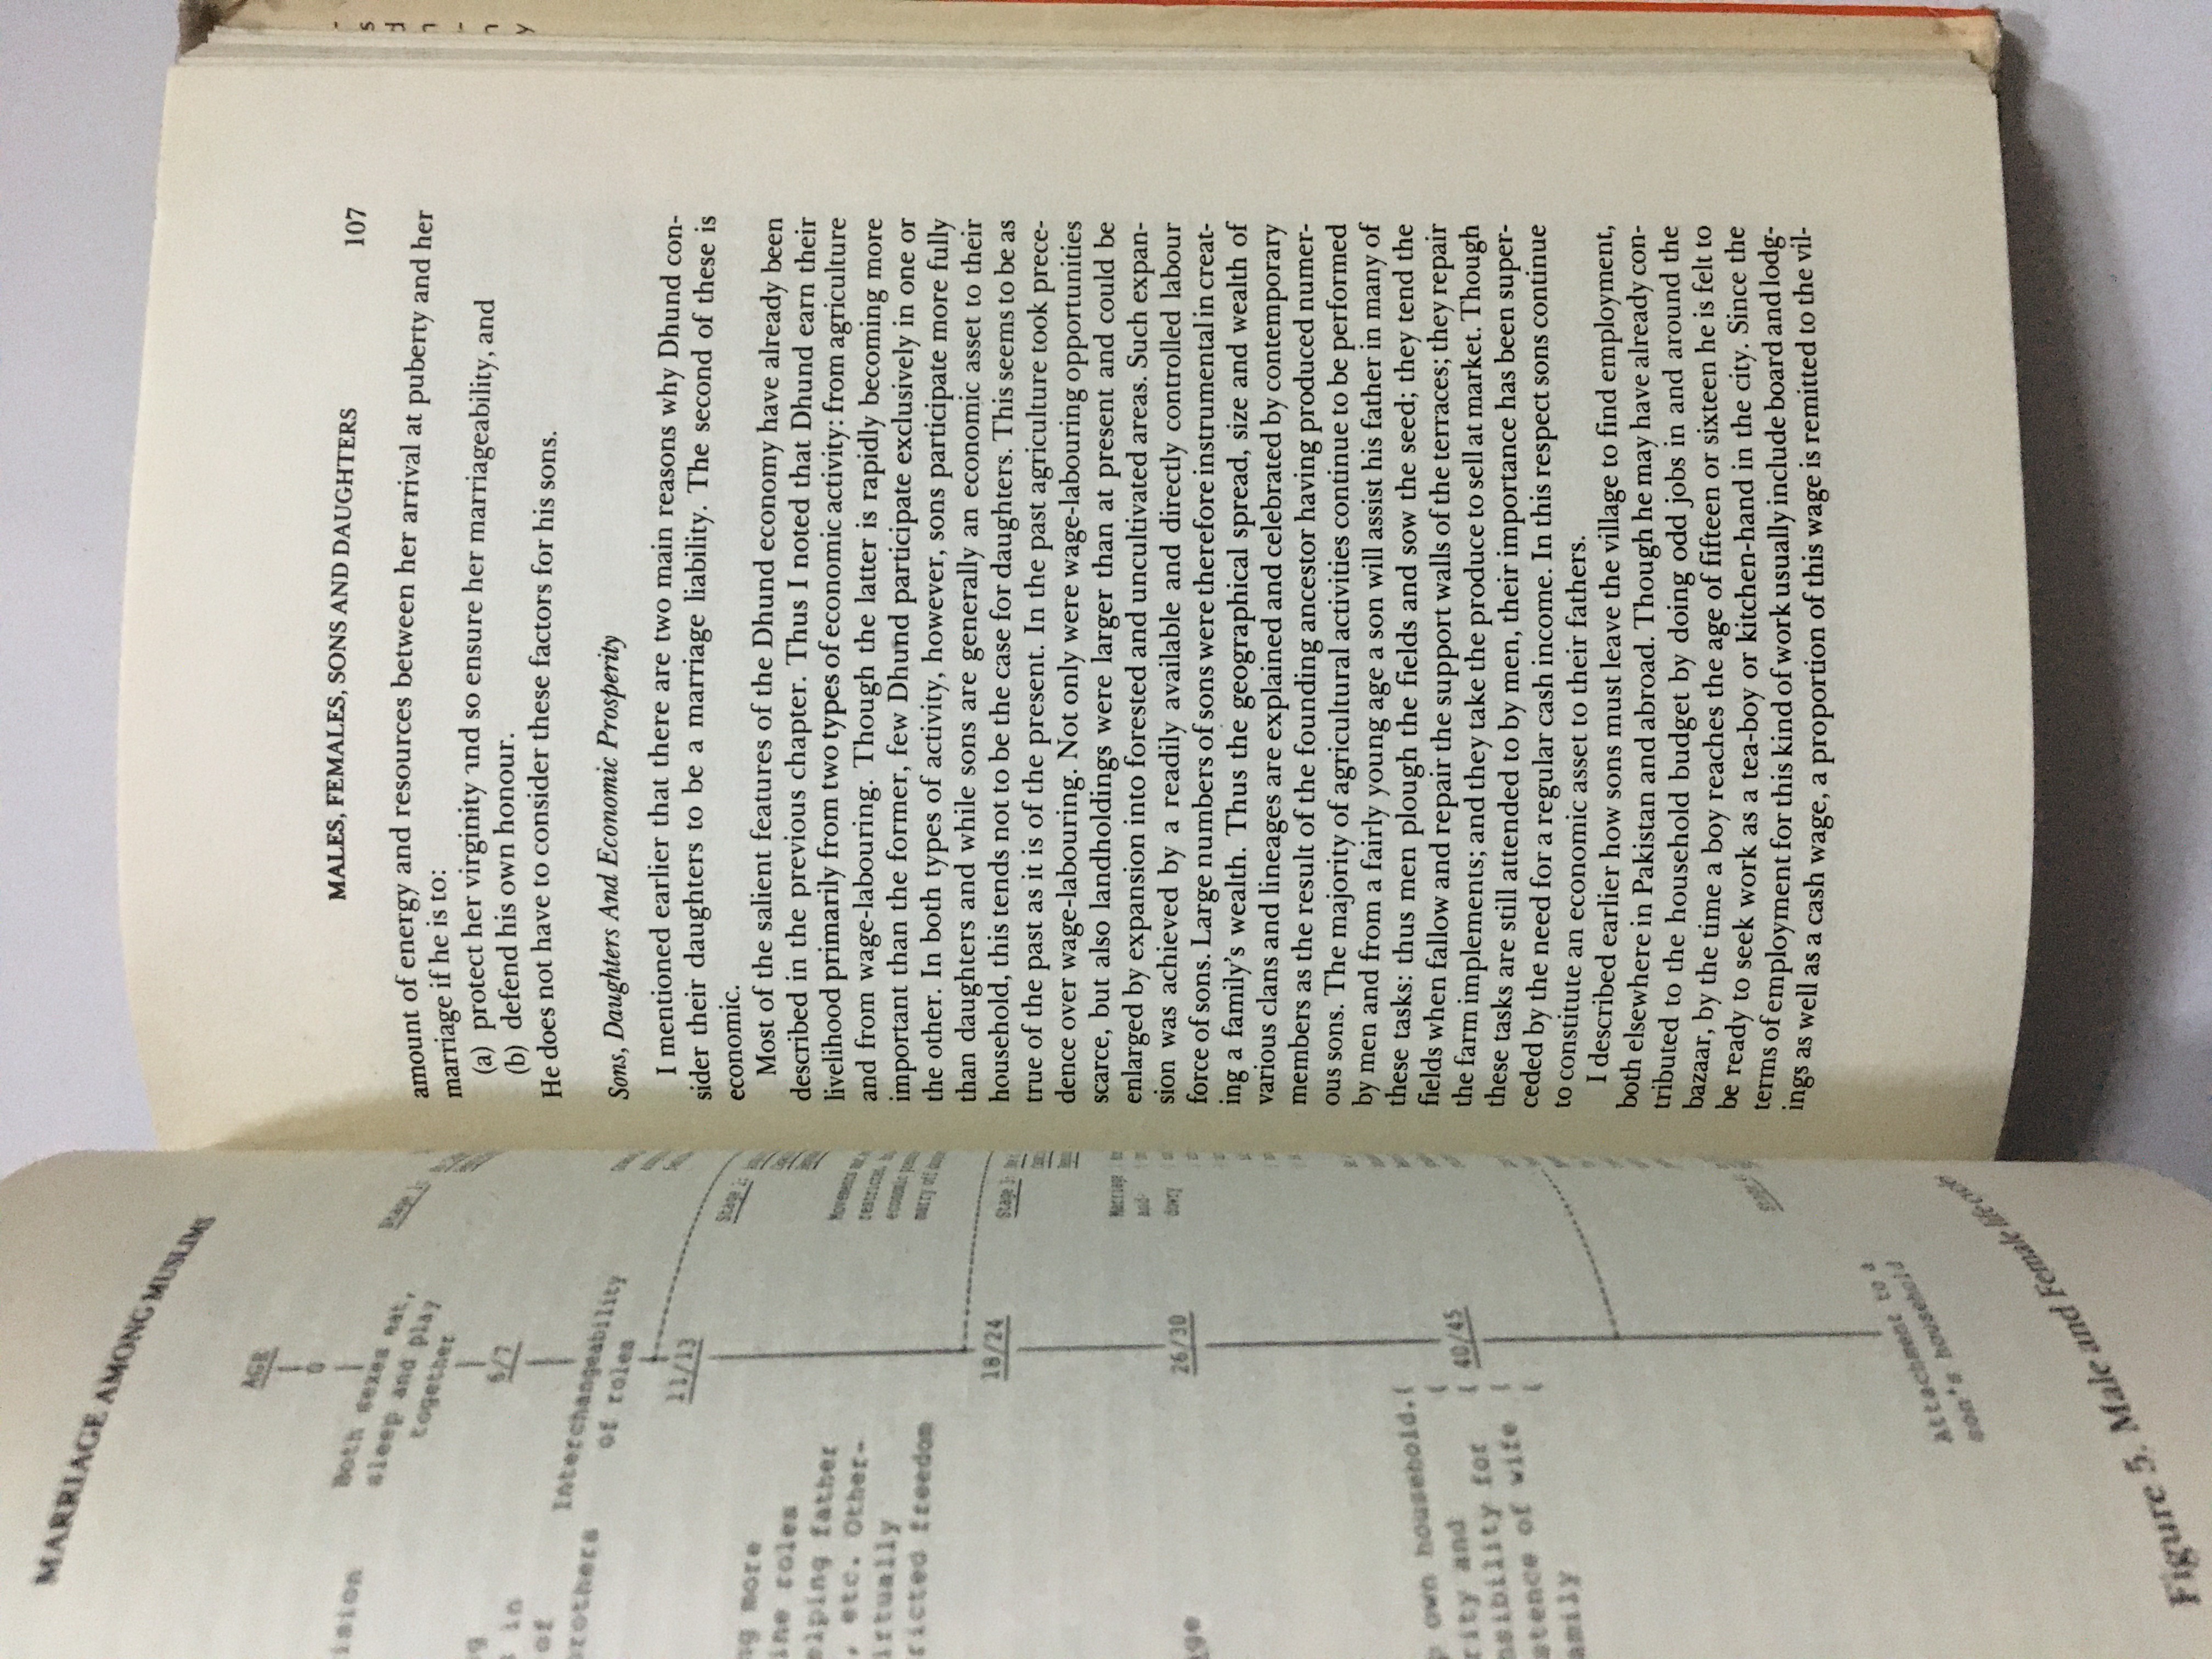 MARRIAGE AMONG MUSLIMS
AGE
0
Both sexes eat,
sleep and play
together
6/7
Interchangeability
of roles
11/13
18/24
26/30
40/45
Attachment to a
son's household
brothers
in
of
more
roles
father
, etc. Other-
freedom
own household.(
and (
for (
of wife (
Stage
Stage
Stage
Figure 5. Male and Female
MALES, FEMALES, SONS AND DAUGHTERS 107
amount of energy and resources between her arrival at puberty and her
marriage if he is to:
(a) protect her virginity and so ensure her marriageability, and
(b) defend his own honour.
He does not have to consider these factors for his sons.
Sons, Daughters And Economic Prosperity
I mentioned earlier that there are two main reasons why Dhund con-
sider their daughters to be a marriage liability. The second of these is
economic.
Most of the salient features of the Dhund economy have already been
described in the previous chapter. Thus I noted that Dhund earn their
livelihood primarily from two types of economic activity: from agriculture
and from wage-labouring. Though the latter is rapidly becoming more
important than the former, few Dhund participate exclusively in one or
the other. In both types of activity, however, sons participate more fully
than daughters and while sons are generally an economic asset to their
household, this tends not to be the case for daughters. This seems to be as
true of the past as it is of the present. In the past agriculture took prece-
dence over wage-labouring. Not only were wage-labouring opportunities
scarce, but also landholdings were larger than at present and could be
enlarged by expansion into forested and uncultivated areas. Such expan-
sion was achieved by a readily available and directly controlled labour
force of sons. Large numbers of sons were therefore instrumental in creat-
ing a family's wealth. Thus the geographical spread, size and wealth of
various clans and lineages are explained and celebrated by contemporary
members as the result of the founding ancestor having produced numer-
ous sons. The majority of agricultural activities continue to be performed
by men and from a fairly young age a son will assist his father in many of
these tasks: thus men plough the fields and sow the seed; they tend the
fields when fallow and repair the support walls of the terraces; they repair
the farm implements; and they take the produce to sell at market. Though
these tasks are still attended to by men, their importance has been super-
ceded by the need for a regular cash income. In this respect sons continue
to constitute an economic asset to their fathers.
I described earlier how sons must leave the village to find employment,
both elsewhere in Pakistan and abroad. Though he may have already con-
tributed to the household budget by doing odd jobs in and around the
bazaar, by the time a boy reaches the age of fifteen or sixteen he is felt to
be ready to seek work as a tea-boy or kitchen-hand in the city. Since the
terms of employment for this kind of work usually include board and lodg-
ings as well as a cash wage, a proportion of this wage is remitted to the vil-